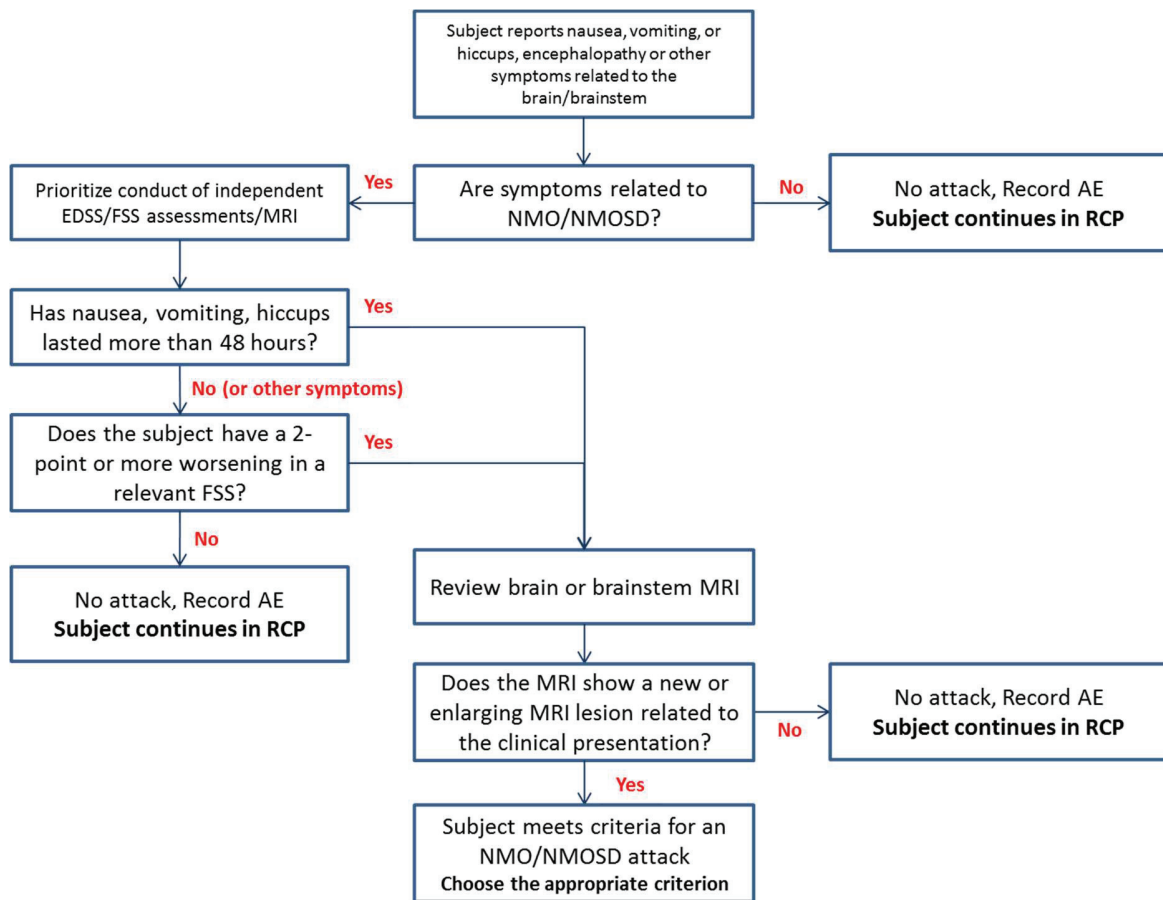 Subject reports nausea, vomiting, or
hiccups, encephalopathy or other
symptoms related to the
brain/brainstem
Prioritize conduct of independent
EDSS/FSS assessments/MRI
Yes
Are symptoms related to
NMO/NMOSD?
No
No attack, Record AE
Subject continues in RCP
Has nausea, vomiting, hiccups
lasted more than 48 hours?
Yes
No (or other symptoms)
Does the subject have a 2-
point or more worsening in a
relevant FSS?
Yes
No
No attack, Record AE
Subject continues in RCP
Review brain or brainstem MRI
Does the MRI show a new or
enlarging MRI lesion related to
the clinical presentation?
No
No attack, Record AE
Subject continues in RCP
Yes
Subject meets criteria for an
NMO/NMOSD attack
Choose the appropriate criterion